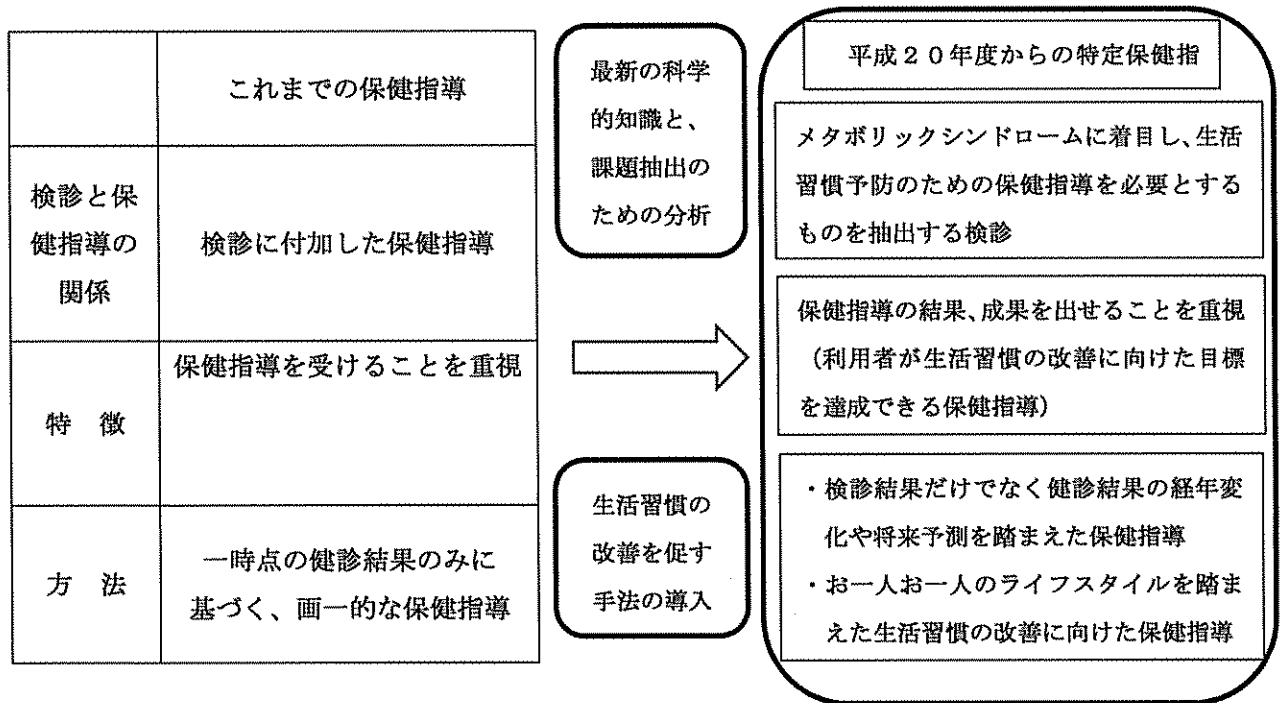 これまでの保健指導
検診と保
健指導の
関係
検診に付加した保健指導
特　徴
保健指導を受けることを重視
方　法
一時点の健診結果のみに
基づく、画一的な保健指導
最新の科学
的知識と、
課題抽出の
ための分析
生活習慣の
改善を促す
手法の導入
平成２０年度からの特定保健指
メタボリックシンドロームに着目し、生活
習慣予防のための保健指導を必要とする
ものを抽出する検診
保健指導の結果、成果を出せることを重視
（利用者が生活習慣の改善に向けた目標
を達成できる保健指導）
・検診結果だけでなく健診結果の経年変
化や将来予測を踏まえた保健指導
・お一人お一人のライフスタイルを踏ま
えた生活習慣の改善に向けた保健指導